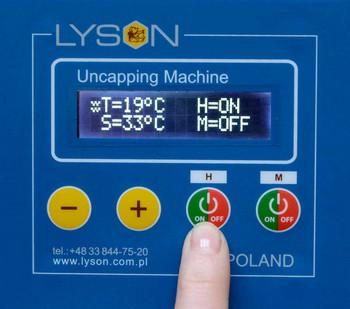 LYSON
Uncapping Machine
T=19°C H=ON
S=33°C M=OFF
H M
− + ON OFF ON OFF
tel.:+48 33 844-75-20
www.lyson.com.pl POLAND